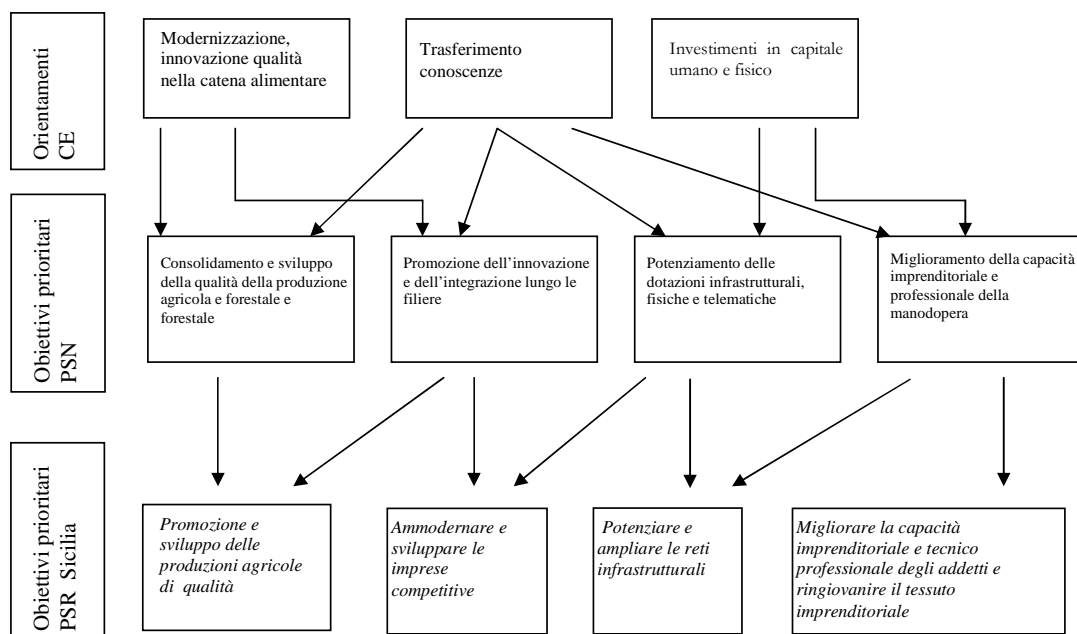 Orientamenti
CE
Modernizzazione,
innovazione qualità
nella catena alimentare
Trasferimento
conoscenze
Investimenti in capitale
umano e fisico
Obiettivi prioritari
PSN
Consolidamento e sviluppo
della qualità della produzione
agricola e forestale e
forestale
Promozione dell'innovazione
e dell'integrazione lungo le
filiere
Potenziamento delle
dotazioni infrastrutturali,
fisiche e telematiche
Miglioramento della capacità
imprenditoriale e
professionale della
manodopera
Obiettivi prioritari
PSR Sicilia
Promozione e
sviluppo delle
produzioni agricole
di qualità
Ammodernare e
sviluppare le
imprese
competitive
Potenziare e
ampliare le reti
infrastrutturali
Migliorare la capacità
imprenditoriale e tecnico
professionale degli addetti e
ringiovanire il tessuto
imprenditoriale